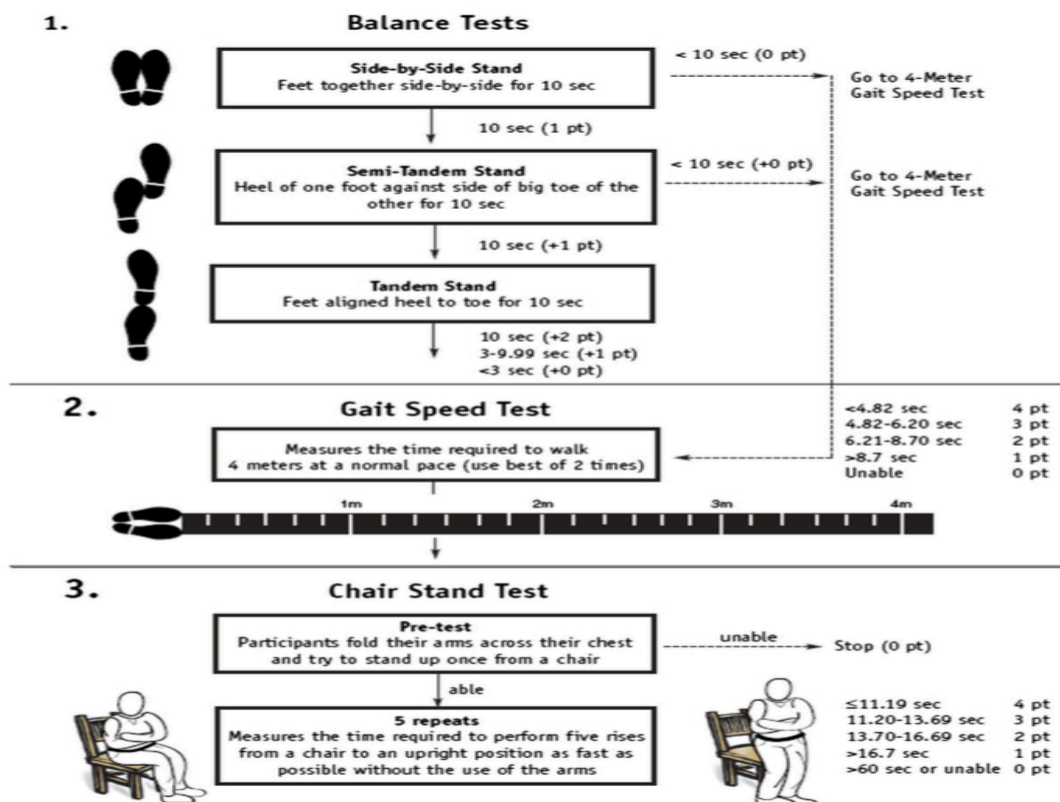 1.
Balance Tests
Side-by-Side Stand
Feet together side-by-side for 10 sec
< 10 sec (0 pt)
Go to 4-Meter
Gait Speed Test
10 sec (1 pt)
Semi-Tandem Stand
Heel of one foot against side of big toe of the
other for 10 sec
< 10 sec (+0 pt)
Go to 4-Meter
Gait Speed Test
10 sec (+1 pt)
Tandem Stand
Feet aligned heel to toe for 10 sec
10 sec (+2 pt)
3-9.99 sec (+1 pt)
<3 sec (+0 pt)
2.
Gait Speed Test
Measures the time required to walk
4 meters at a normal pace (use best of 2 times)
<4.82 sec 4 pt
4.82-6.20 sec 3 pt
6.21-8.70 sec 2 pt
>8.7 sec 1 pt
Unable 0 pt
1m 2m 3m 4m
3.
Chair Stand Test
Pre-test
Participants fold their arms across their chest
and try to stand up once from a chair
unable
Stop (0 pt)
able
5 repeats
Measures the time required to perform five rises
from a chair to an upright position as fast as
possible without the use of the arms
≤11.19 sec 4 pt
11.20-13.69 sec 3 pt
13.70-16.69 sec 2 pt
>16.7 sec 1 pt
>60 sec or unable 0 pt